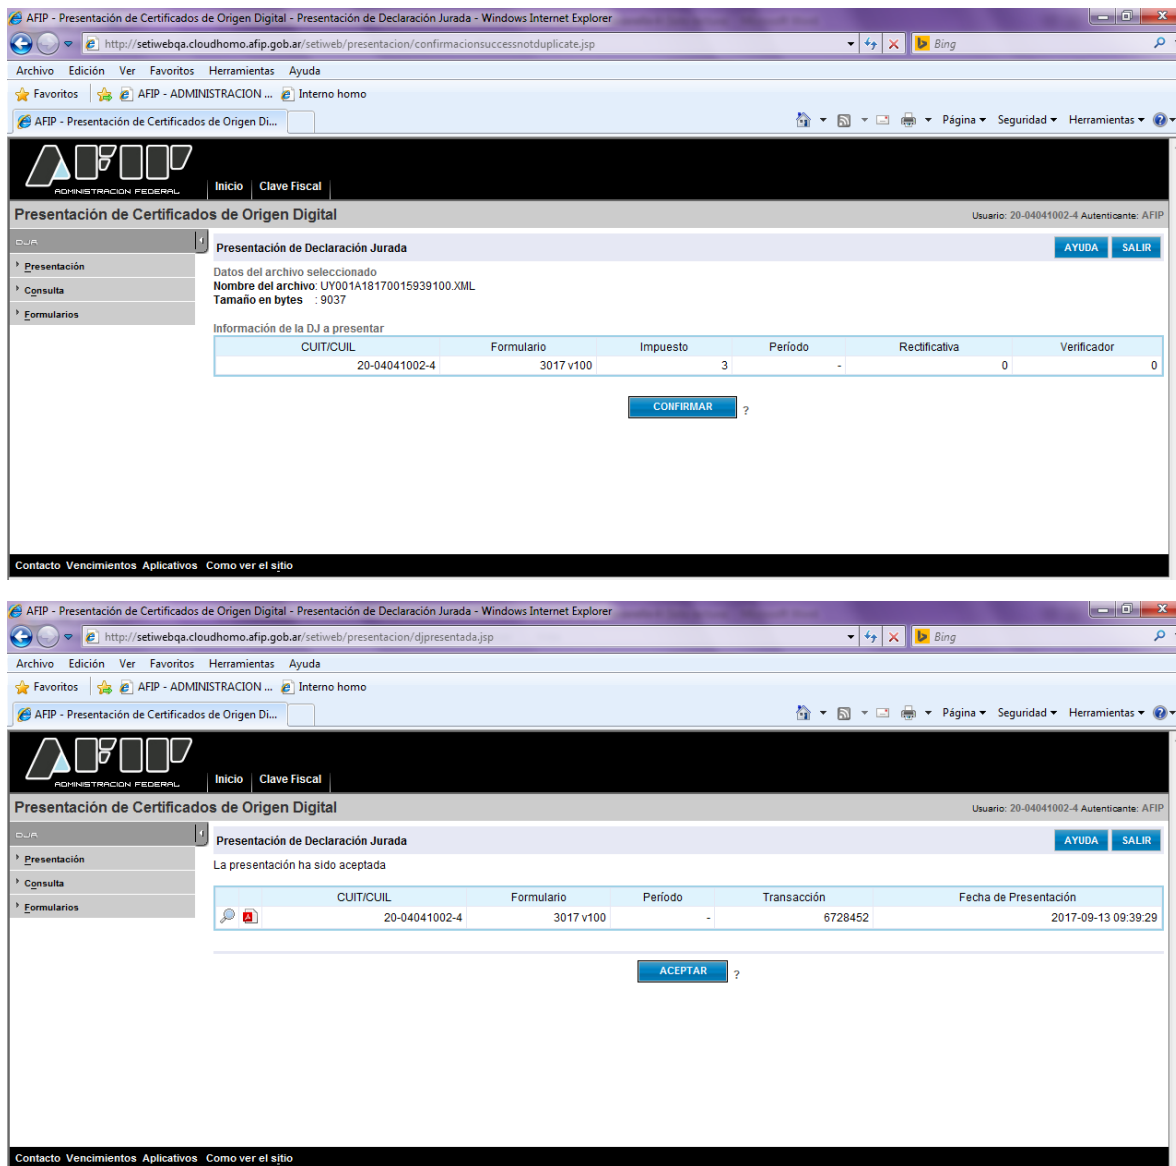 AFIP - Presentación de Certificados de Origen Digital - Presentación de Declaración Jurada - Windows Internet Explorer
http://setiwebqa.cloudhomo.afip.gob.ar/setiweb/presentacion/confirmacionsuccessnotduplicate.jsp Bing
Archivo Edición Ver Favoritos Herramientas Ayuda
Favoritos AFIP - ADMINISTRACION ... Interno homo
AFIP - Presentación de Certificados de Origen Di... Página Seguridad Herramientas
AFIP
ADMINISTRACION FEDERAL Inicio Clave Fiscal
Presentación de Certificados de Origen Digital Usuario: 20-04041002-4 Autenticante: AFIP
DJA Presentación de Declaración Jurada AYUDA SALIR
Presentación
Consulta
Formularios
Datos del archivo seleccionado
Nombre del archivo: UY001A18170015939100.XML
Tamaño en bytes : 9037
Información de la DJ a presentar
CUIT/CUIL Formulario Impuesto Período Rectificativa Verificador
20-04041002-4 3017 v100 3 - 0 0
CONFIRMAR ?
Contacto Vencimientos Aplicativos Como ver el sitio
AFIP - Presentación de Certificados de Origen Digital - Presentación de Declaración Jurada - Windows Internet Explorer
http://setiwebqa.cloudhomo.afip.gob.ar/setiweb/presentacion/djpresentada.jsp Bing
Archivo Edición Ver Favoritos Herramientas Ayuda
Favoritos AFIP - ADMINISTRACION ... Interno homo
AFIP - Presentación de Certificados de Origen Di... Página Seguridad Herramientas
AFIP
ADMINISTRACION FEDERAL Inicio Clave Fiscal
Presentación de Certificados de Origen Digital Usuario: 20-04041002-4 Autenticante: AFIP
DJA Presentación de Declaración Jurada AYUDA SALIR
Presentación
Consulta
Formularios
La presentación ha sido aceptada
CUIT/CUIL Formulario Período Transacción Fecha de Presentación
20-04041002-4 3017 v100 - 6728452 2017-09-13 09:39:29
ACEPTAR ?
Contacto Vencimientos Aplicativos Como ver el sitio